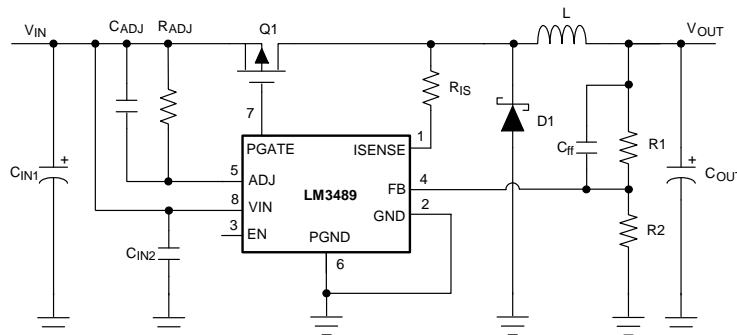 VIN
CADJ
RADJ
Q1
L
VOUT
RIS
7
1
D1
Cff
R1
PGATE
ISENSE
CIN1
+
5
ADJ
LM3489
FB
4
+
COUT
8
VIN
GND
2
3
EN
PGND
R2
CIN2
6